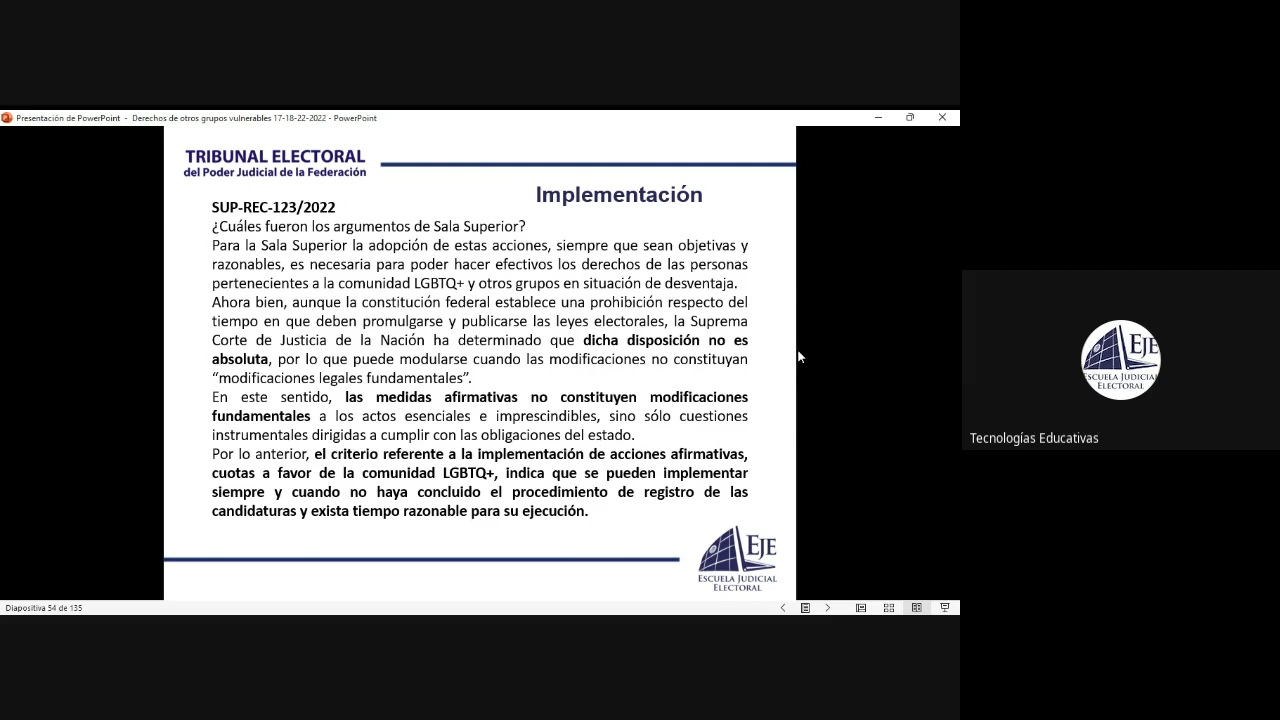 Presentación de PowerPoint - Derechos de otros grupos vulnerables 17-18-22-2022 - PowerPoint
TRIBUNAL ELECTORAL
del Poder Judicial de la Federación
Implementación
SUP-REC-123/2022
¿Cuáles fueron los argumentos de Sala Superior?
Para la Sala Superior la adopción de estas acciones, siempre que sean objetivas y
razonables, es necesaria para poder hacer efectivos los derechos de las personas
pertenecientes a la comunidad LGBTQ+ y otros grupos en situación de desventaja.
Ahora bien, aunque la constitución federal establece una prohibición respecto del
tiempo en que deben promulgarse y publicarse las leyes electorales, la Suprema
Corte de Justicia de la Nación ha determinado que dicha disposición no es
absoluta, por lo que puede modularse cuando las modificaciones no constituyan
“modificaciones legales fundamentales”.
En este sentido, las medidas afirmativas no constituyen modificaciones
fundamentales a los actos esenciales e imprescindibles, sino sólo cuestiones
instrumentales dirigidas a cumplir con las obligaciones del estado.
Por lo anterior, el criterio referente a la implementación de acciones afirmativas,
cuotas a favor de la comunidad LGBTQ+, indica que se pueden implementar
siempre y cuando no haya concluido el procedimiento de registro de las
candidaturas y exista tiempo razonable para su ejecución.
EJE
ESCUELA JUDICIAL
ELECTORAL
Diapositiva 54 de 135
EJE
ESCUELA JUDICIAL
ELECTORAL
Tecnologías Educativas